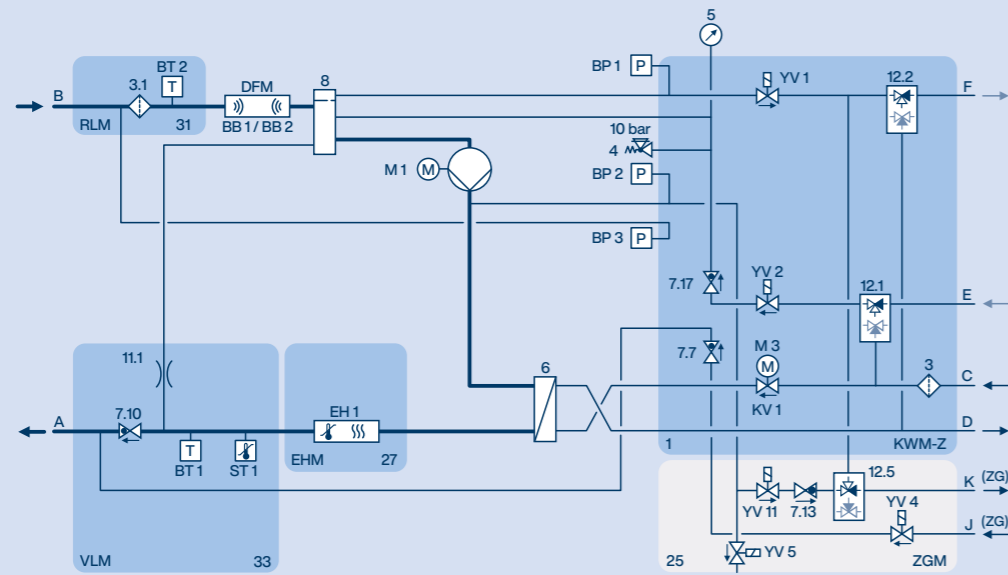 5
BT 2
3.1
T
DFM
8
BP 1
P
YV 1
12.2
B
F
RLM
31
BB 1 / BB 2
10 bar
4
M 1
M
BP 2
P
BP 3
P
7.17
YV 2
12.1
E
7.7
M 3
M
11.1
6
3
C
KV 1
A
7.10
EH 1
D
T
BT 1
ST 1
EHM
27
1
KWM-Z
12.5
K
(ZG)
YV 11
7.13
YV 4
J
(ZG)
YV 5
VLM
33
25
ZGM